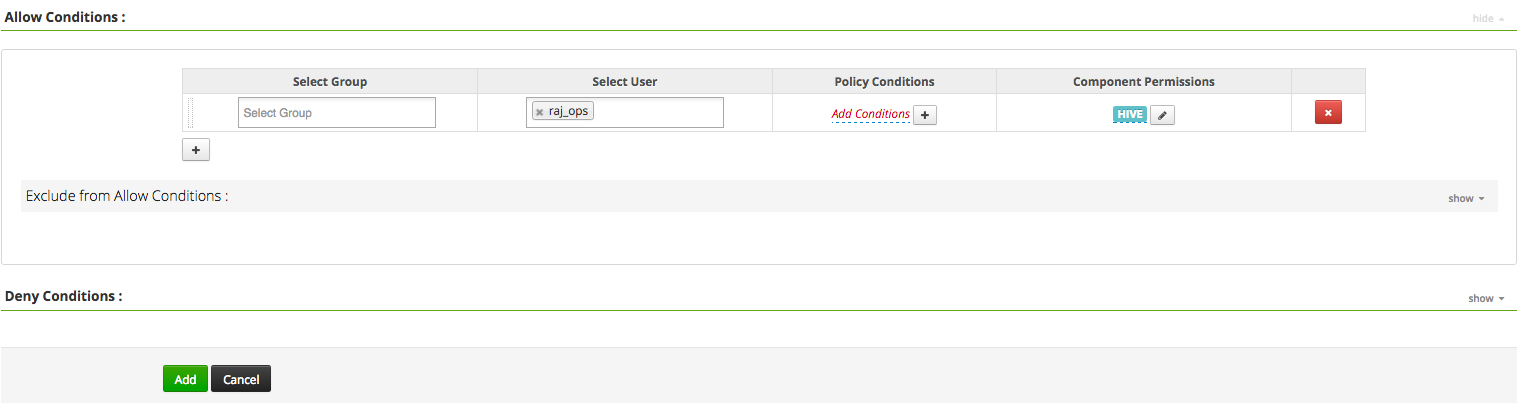 Allow Conditions :
hide
Select Group Select User Policy Conditions Component Permissions
Select Group × raj_ops Add Conditions + HIVE ×
+
Exclude from Allow Conditions :
show
Deny Conditions :
show
Add Cancel